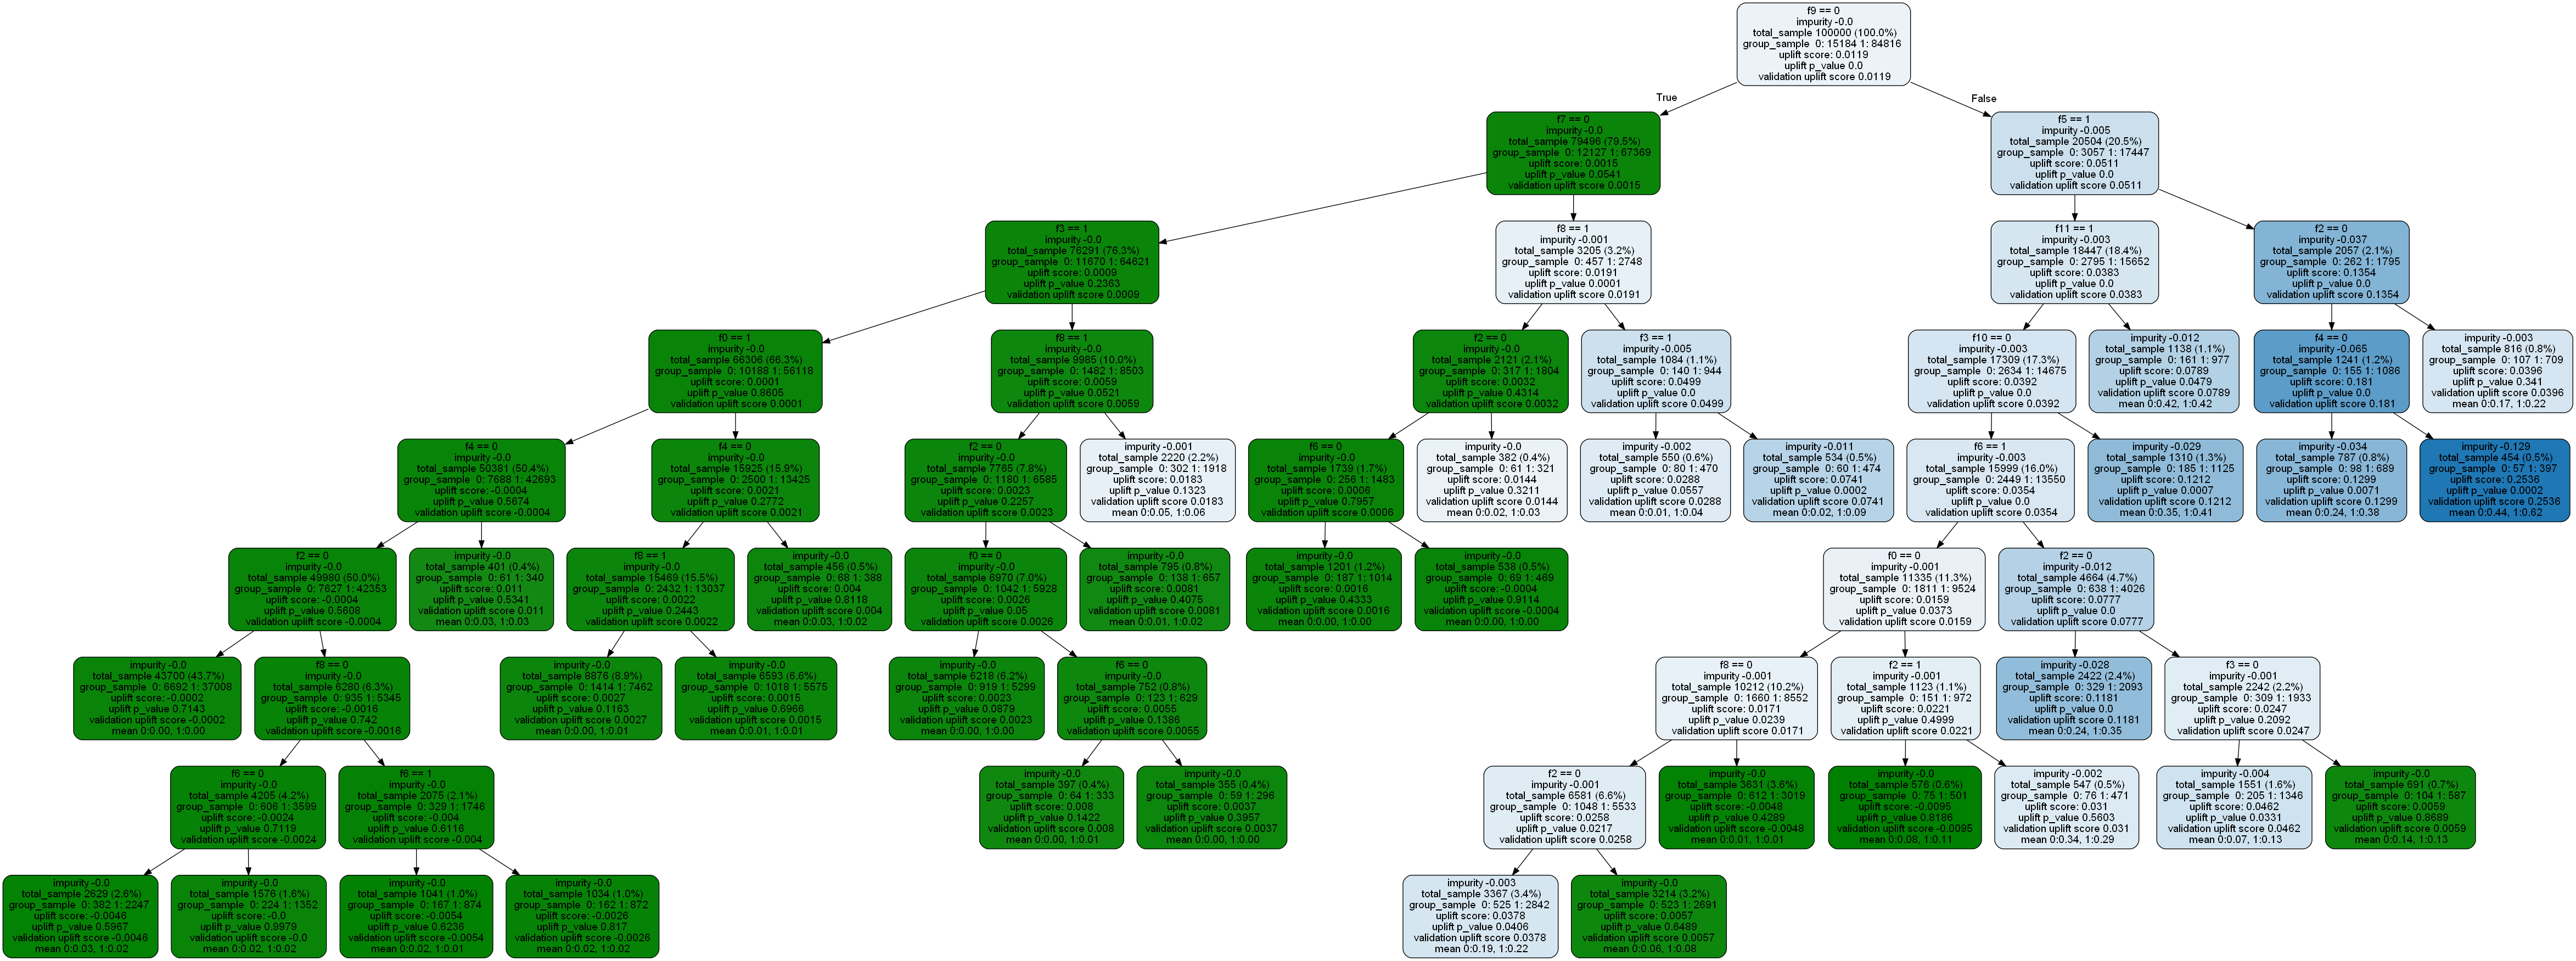 f9 == 0
impurity -0.0
total_sample 100000 (100.0%)
group_sample 0: 15184 1: 84816
uplift score: 0.0119
uplift p_value 0.0
validation uplift score 0.0119
True
False
f7 == 0
impurity -0.0
total_sample 79496 (79.5%)
group_sample 0: 12127 1: 67369
uplift score: 0.0015
uplift p_value 0.0541
validation uplift score 0.0015
f5 == 1
impurity -0.005
total_sample 20504 (20.5%)
group_sample 0: 3057 1: 17447
uplift score: 0.0511
uplift p_value 0.0
validation uplift score 0.0511
f3 == 1
impurity -0.0
total_sample 76291 (76.3%)
group_sample 0: 11670 1: 64621
uplift score: 0.0009
uplift p_value 0.2363
validation uplift score 0.0009
f8 == 1
impurity -0.001
total_sample 3205 (3.2%)
group_sample 0: 457 1: 2748
uplift score: 0.0191
uplift p_value 0.0001
validation uplift score 0.0191
f11 == 1
impurity -0.003
total_sample 18447 (18.4%)
group_sample 0: 2795 1: 15652
uplift score: 0.0383
uplift p_value 0.0
validation uplift score 0.0383
f2 == 0
impurity -0.037
total_sample 2057 (2.1%)
group_sample 0: 262 1: 1795
uplift score: 0.1354
uplift p_value 0.0
validation uplift score 0.1354
f0 == 1
impurity -0.0
total_sample 66306 (66.3%)
group_sample 0: 10188 1: 56118
uplift score: 0.0001
uplift p_value 0.8605
validation uplift score 0.0001
f8 == 1
impurity -0.0
total_sample 9985 (10.0%)
group_sample 0: 1482 1: 8503
uplift score: 0.0059
uplift p_value 0.0521
validation uplift score 0.0059
f2 == 0
impurity -0.0
total_sample 2121 (2.1%)
group_sample 0: 317 1: 1804
uplift score: 0.0032
uplift p_value 0.4314
validation uplift score 0.0032
f3 == 1
impurity -0.005
total_sample 1084 (1.1%)
group_sample 0: 140 1: 944
uplift score: 0.0499
uplift p_value 0.0
validation uplift score 0.0499
f10 == 0
impurity -0.003
total_sample 17309 (17.3%)
group_sample 0: 2634 1: 14675
uplift score: 0.0392
uplift p_value 0.0
validation uplift score 0.0392
impurity -0.012
total_sample 1138 (1.1%)
group_sample 0: 161 1: 977
uplift score: 0.0789
uplift p_value 0.0479
validation uplift score 0.0789
mean 0:0.42, 1:0.42
f4 == 0
impurity -0.065
total_sample 1241 (1.2%)
group_sample 0: 155 1: 1086
uplift score: 0.181
uplift p_value 0.0
validation uplift score 0.181
impurity -0.003
total_sample 816 (0.8%)
group_sample 0: 107 1: 709
uplift score: 0.0396
uplift p_value 0.341
validation uplift score 0.0396
mean 0:0.17, 1:0.22
f4 == 0
impurity -0.0
total_sample 50381 (50.4%)
group_sample 0: 7688 1: 42693
uplift score: -0.0004
uplift p_value 0.5674
validation uplift score -0.0004
f4 == 0
impurity -0.0
total_sample 15925 (15.9%)
group_sample 0: 2500 1: 13425
uplift score: 0.0021
uplift p_value 0.2772
validation uplift score 0.0021
f2 == 0
impurity -0.0
total_sample 7765 (7.8%)
group_sample 0: 1180 1: 6585
uplift score: 0.0023
uplift p_value 0.2257
validation uplift score 0.0023
impurity -0.001
total_sample 2220 (2.2%)
group_sample 0: 302 1: 1918
uplift score: 0.0183
uplift p_value 0.1323
validation uplift score 0.0183
mean 0:0.05, 1:0.06
f6 == 0
impurity -0.0
total_sample 1739 (1.7%)
group_sample 0: 256 1: 1483
uplift score: 0.0006
uplift p_value 0.7957
validation uplift score 0.0006
impurity -0.0
total_sample 382 (0.4%)
group_sample 0: 61 1: 321
uplift score: 0.0144
uplift p_value 0.3211
validation uplift score 0.0144
mean 0:0.02, 1:0.03
impurity -0.002
total_sample 550 (0.6%)
group_sample 0: 80 1: 470
uplift score: 0.0288
uplift p_value 0.0557
validation uplift score 0.0288
mean 0:0.01, 1:0.04
impurity -0.011
total_sample 534 (0.5%)
group_sample 0: 60 1: 474
uplift score: 0.0741
uplift p_value 0.0002
validation uplift score 0.0741
mean 0:0.02, 1:0.09
f6 == 1
impurity -0.003
total_sample 15999 (16.0%)
group_sample 0: 2449 1: 13550
uplift score: 0.0354
uplift p_value 0.0
validation uplift score 0.0354
impurity -0.029
total_sample 1310 (1.3%)
group_sample 0: 185 1: 1125
uplift score: 0.1212
uplift p_value 0.0007
validation uplift score 0.1212
mean 0:0.35, 1:0.41
impurity -0.034
total_sample 787 (0.8%)
group_sample 0: 98 1: 689
uplift score: 0.1299
uplift p_value 0.0071
validation uplift score 0.1299
mean 0:0.24, 1:0.38
impurity -0.129
total_sample 454 (0.5%)
group_sample 0: 57 1: 397
uplift score: 0.2536
uplift p_value 0.0002
validation uplift score 0.2536
mean 0:0.44, 1:0.62
f2 == 0
impurity -0.0
total_sample 49980 (50.0%)
group_sample 0: 7627 1: 42353
uplift score: -0.0004
uplift p_value 0.5608
validation uplift score -0.0004
impurity -0.0
total_sample 401 (0.4%)
group_sample 0: 61 1: 340
uplift score: 0.011
uplift p_value 0.5341
validation uplift score 0.011
mean 0:0.03, 1:0.03
f8 == 1
impurity -0.0
total_sample 15469 (15.5%)
group_sample 0: 2432 1: 13037
uplift score: 0.0022
uplift p_value 0.2443
validation uplift score 0.0022
impurity -0.0
total_sample 456 (0.5%)
group_sample 0: 68 1: 388
uplift score: 0.004
uplift p_value 0.8118
validation uplift score 0.004
mean 0:0.03, 1:0.02
f0 == 0
impurity -0.0
total_sample 6970 (7.0%)
group_sample 0: 1042 1: 5928
uplift score: 0.0026
uplift p_value 0.05
validation uplift score 0.0026
impurity -0.0
total_sample 795 (0.8%)
group_sample 0: 138 1: 657
uplift score: 0.0081
uplift p_value 0.4075
validation uplift score 0.0081
mean 0:0.01, 1:0.02
impurity -0.0
total_sample 1201 (1.2%)
group_sample 0: 187 1: 1014
uplift score: 0.0016
uplift p_value 0.4333
validation uplift score 0.0016
mean 0:0.00, 1:0.00
impurity -0.0
total_sample 538 (0.5%)
group_sample 0: 69 1: 469
uplift score: -0.0004
uplift p_value 0.9114
validation uplift score -0.0004
mean 0:0.00, 1:0.00
f0 == 0
impurity -0.001
total_sample 11335 (11.3%)
group_sample 0: 1811 1: 9524
uplift score: 0.0159
uplift p_value 0.0373
validation uplift score 0.0159
f2 == 0
impurity -0.012
total_sample 4664 (4.7%)
group_sample 0: 638 1: 4026
uplift score: 0.0777
uplift p_value 0.0
validation uplift score 0.0777
impurity -0.0
total_sample 43700 (43.7%)
group_sample 0: 6692 1: 37008
uplift score: -0.0002
uplift p_value 0.7143
validation uplift score -0.0002
mean 0:0.00, 1:0.00
f8 == 0
impurity -0.0
total_sample 6280 (6.3%)
group_sample 0: 935 1: 5345
uplift score: -0.0016
uplift p_value 0.742
validation uplift score -0.0016
impurity -0.0
total_sample 8876 (8.9%)
group_sample 0: 1414 1: 7462
uplift score: 0.0027
uplift p_value 0.1163
validation uplift score 0.0027
mean 0:0.00, 1:0.01
impurity -0.0
total_sample 6593 (6.6%)
group_sample 0: 1018 1: 5575
uplift score: 0.0015
uplift p_value 0.6966
validation uplift score 0.0015
mean 0:0.01, 1:0.01
impurity -0.0
total_sample 6218 (6.2%)
group_sample 0: 919 1: 5299
uplift score: 0.0023
uplift p_value 0.0879
validation uplift score 0.0023
mean 0:0.00, 1:0.00
f6 == 0
impurity -0.0
total_sample 752 (0.8%)
group_sample 0: 123 1: 629
uplift score: 0.0055
uplift p_value 0.1386
validation uplift score 0.0055
f8 == 0
impurity -0.001
total_sample 10212 (10.2%)
group_sample 0: 1660 1: 8552
uplift score: 0.0171
uplift p_value 0.0239
validation uplift score 0.0171
f2 == 1
impurity -0.001
total_sample 1123 (1.1%)
group_sample 0: 151 1: 972
uplift score: 0.0221
uplift p_value 0.4999
validation uplift score 0.0221
impurity -0.028
total_sample 2422 (2.4%)
group_sample 0: 329 1: 2093
uplift score: 0.1181
uplift p_value 0.0
validation uplift score 0.1181
mean 0:0.24, 1:0.35
f3 == 0
impurity -0.001
total_sample 2242 (2.2%)
group_sample 0: 309 1: 1933
uplift score: 0.0247
uplift p_value 0.2092
validation uplift score 0.0247
f6 == 0
impurity -0.0
total_sample 4205 (4.2%)
group_sample 0: 606 1: 3599
uplift score: -0.0024
uplift p_value 0.7119
validation uplift score -0.0024
f6 == 1
impurity -0.0
total_sample 2075 (2.1%)
group_sample 0: 329 1: 1746
uplift score: -0.004
uplift p_value 0.6116
validation uplift score -0.004
impurity -0.0
total_sample 397 (0.4%)
group_sample 0: 64 1: 333
uplift score: 0.008
uplift p_value 0.1422
validation uplift score 0.008
mean 0:0.00, 1:0.01
impurity -0.0
total_sample 355 (0.4%)
group_sample 0: 59 1: 296
uplift score: 0.0037
uplift p_value 0.3957
validation uplift score 0.0037
mean 0:0.00, 1:0.00
f2 == 0
impurity -0.001
total_sample 6581 (6.6%)
group_sample 0: 1048 1: 5533
uplift score: 0.0258
uplift p_value 0.0217
validation uplift score 0.0258
impurity -0.0
total_sample 3631 (3.6%)
group_sample 0: 612 1: 3019
uplift score: -0.0048
uplift p_value 0.4289
validation uplift score -0.0048
mean 0:0.01, 1:0.01
impurity -0.0
total_sample 576 (0.6%)
group_sample 0: 75 1: 501
uplift score: -0.0095
uplift p_value 0.8186
validation uplift score -0.0095
mean 0:0.08, 1:0.11
impurity -0.002
total_sample 547 (0.5%)
group_sample 0: 76 1: 471
uplift score: 0.031
uplift p_value 0.5603
validation uplift score 0.031
mean 0:0.34, 1:0.29
impurity -0.004
total_sample 1551 (1.6%)
group_sample 0: 205 1: 1346
uplift score: 0.0462
uplift p_value 0.0331
validation uplift score 0.0462
mean 0:0.07, 1:0.13
impurity -0.0
total_sample 691 (0.7%)
group_sample 0: 104 1: 587
uplift score: 0.0059
uplift p_value 0.8689
validation uplift score 0.0059
mean 0:0.14, 1:0.13
impurity -0.0
total_sample 2629 (2.6%)
group_sample 0: 382 1: 2247
uplift score: -0.0046
uplift p_value 0.5967
validation uplift score -0.0046
mean 0:0.03, 1:0.02
impurity -0.0
total_sample 1576 (1.6%)
group_sample 0: 224 1: 1352
uplift score: -0.0
uplift p_value 0.9979
validation uplift score -0.0
mean 0:0.02, 1:0.02
impurity -0.0
total_sample 1041 (1.0%)
group_sample 0: 167 1: 874
uplift score: -0.0054
uplift p_value 0.6236
validation uplift score -0.0054
mean 0:0.02, 1:0.01
impurity -0.0
total_sample 1034 (1.0%)
group_sample 0: 162 1: 872
uplift score: -0.0026
uplift p_value 0.817
validation uplift score -0.0026
mean 0:0.02, 1:0.02
impurity -0.003
total_sample 3367 (3.4%)
group_sample 0: 525 1: 2842
uplift score: 0.0378
uplift p_value 0.0406
validation uplift score 0.0378
mean 0:0.19, 1:0.22
impurity -0.0
total_sample 3214 (3.2%)
group_sample 0: 523 1: 2691
uplift score: 0.0057
uplift p_value 0.6489
validation uplift score 0.0057
mean 0:0.06, 1:0.08